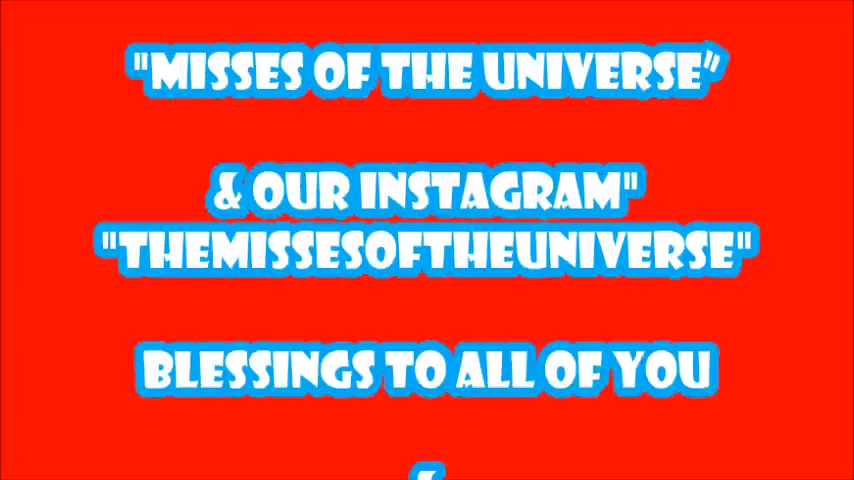 "MISSES OF THE UNIVERSE"
& OUR INSTAGRAM"
"THEMISSESOFTHEUNIVERSE"
BLESSINGS TO ALL OF YOU